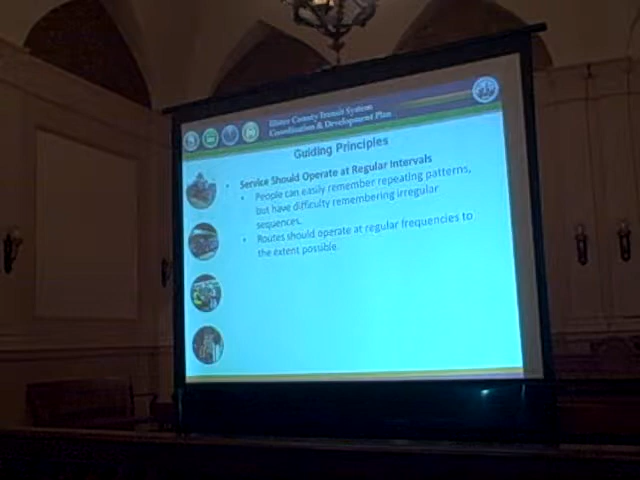 Ulster County Transit System
Coordination & Development Plan
Guiding Principles
• Service Should Operate at Regular Intervals
• People can easily remember repeating patterns,
but have difficulty remembering irregular
sequences.
• Routes should operate at regular frequencies to
the extent possible.